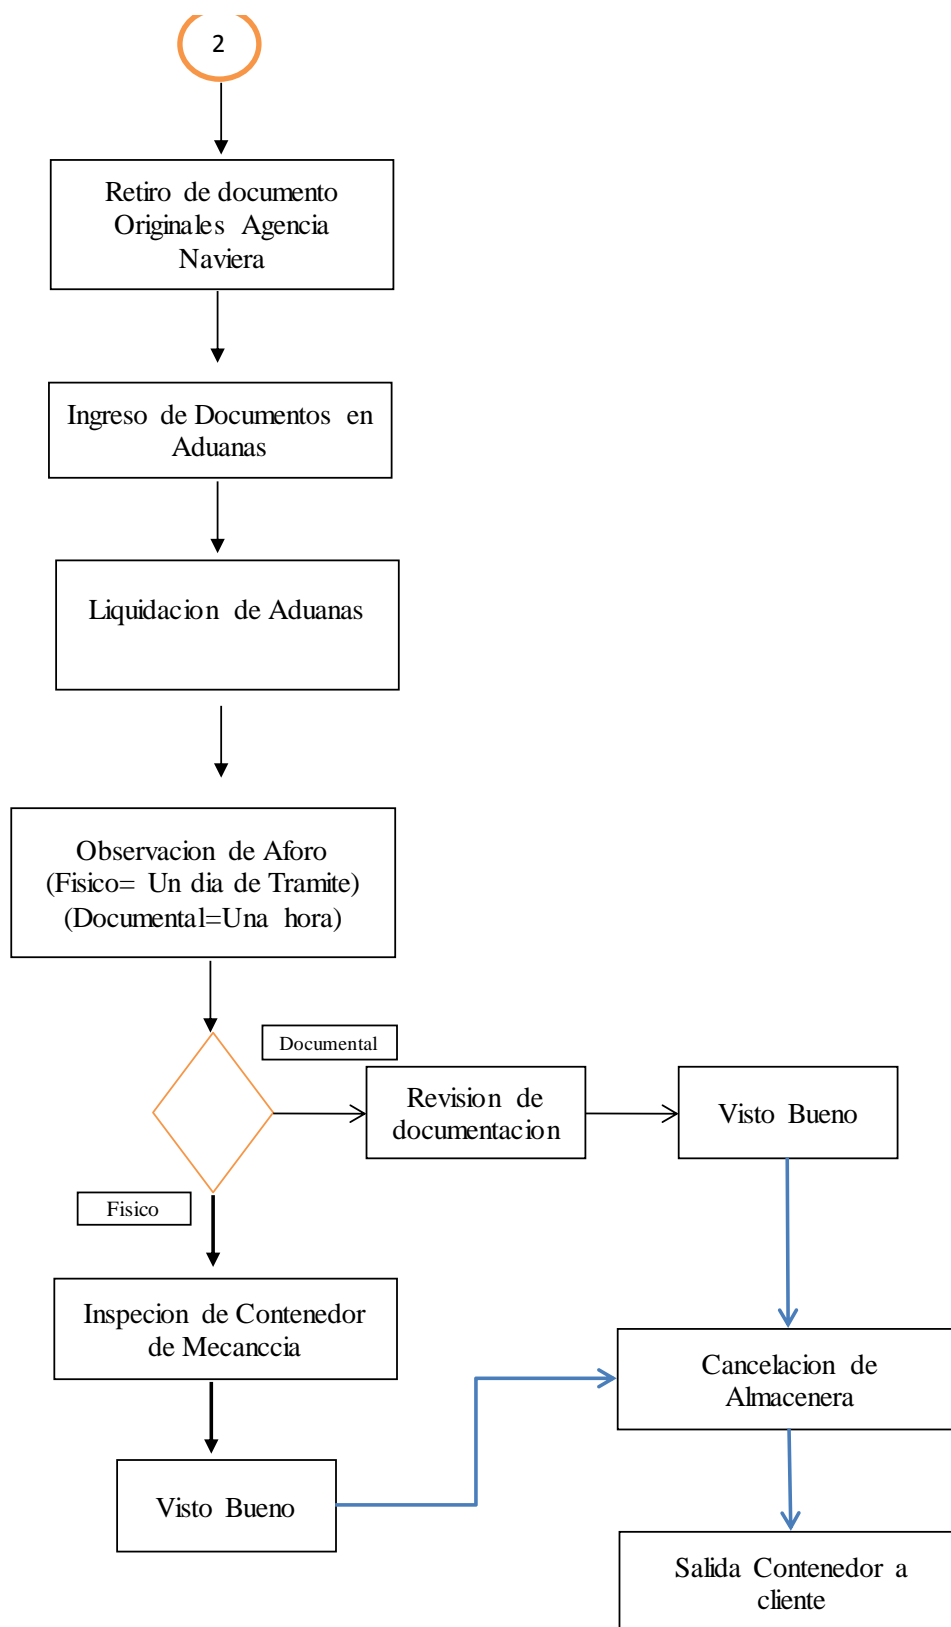 2
Retiro de documento
Originales Agencia
Naviera
Ingreso de Documentos en
Aduanas
Liquidacion de Aduanas
Observacion de Aforo
(Fisico= Un dia de Tramite)
(Documental=Una hora)
Documental
Revision de
documentacion
Visto Bueno
Fisico
Inspecion de Contenedor
de Mecanccia
Cancelacion de
Almacenera
Visto Bueno
Salida Contenedor a
cliente